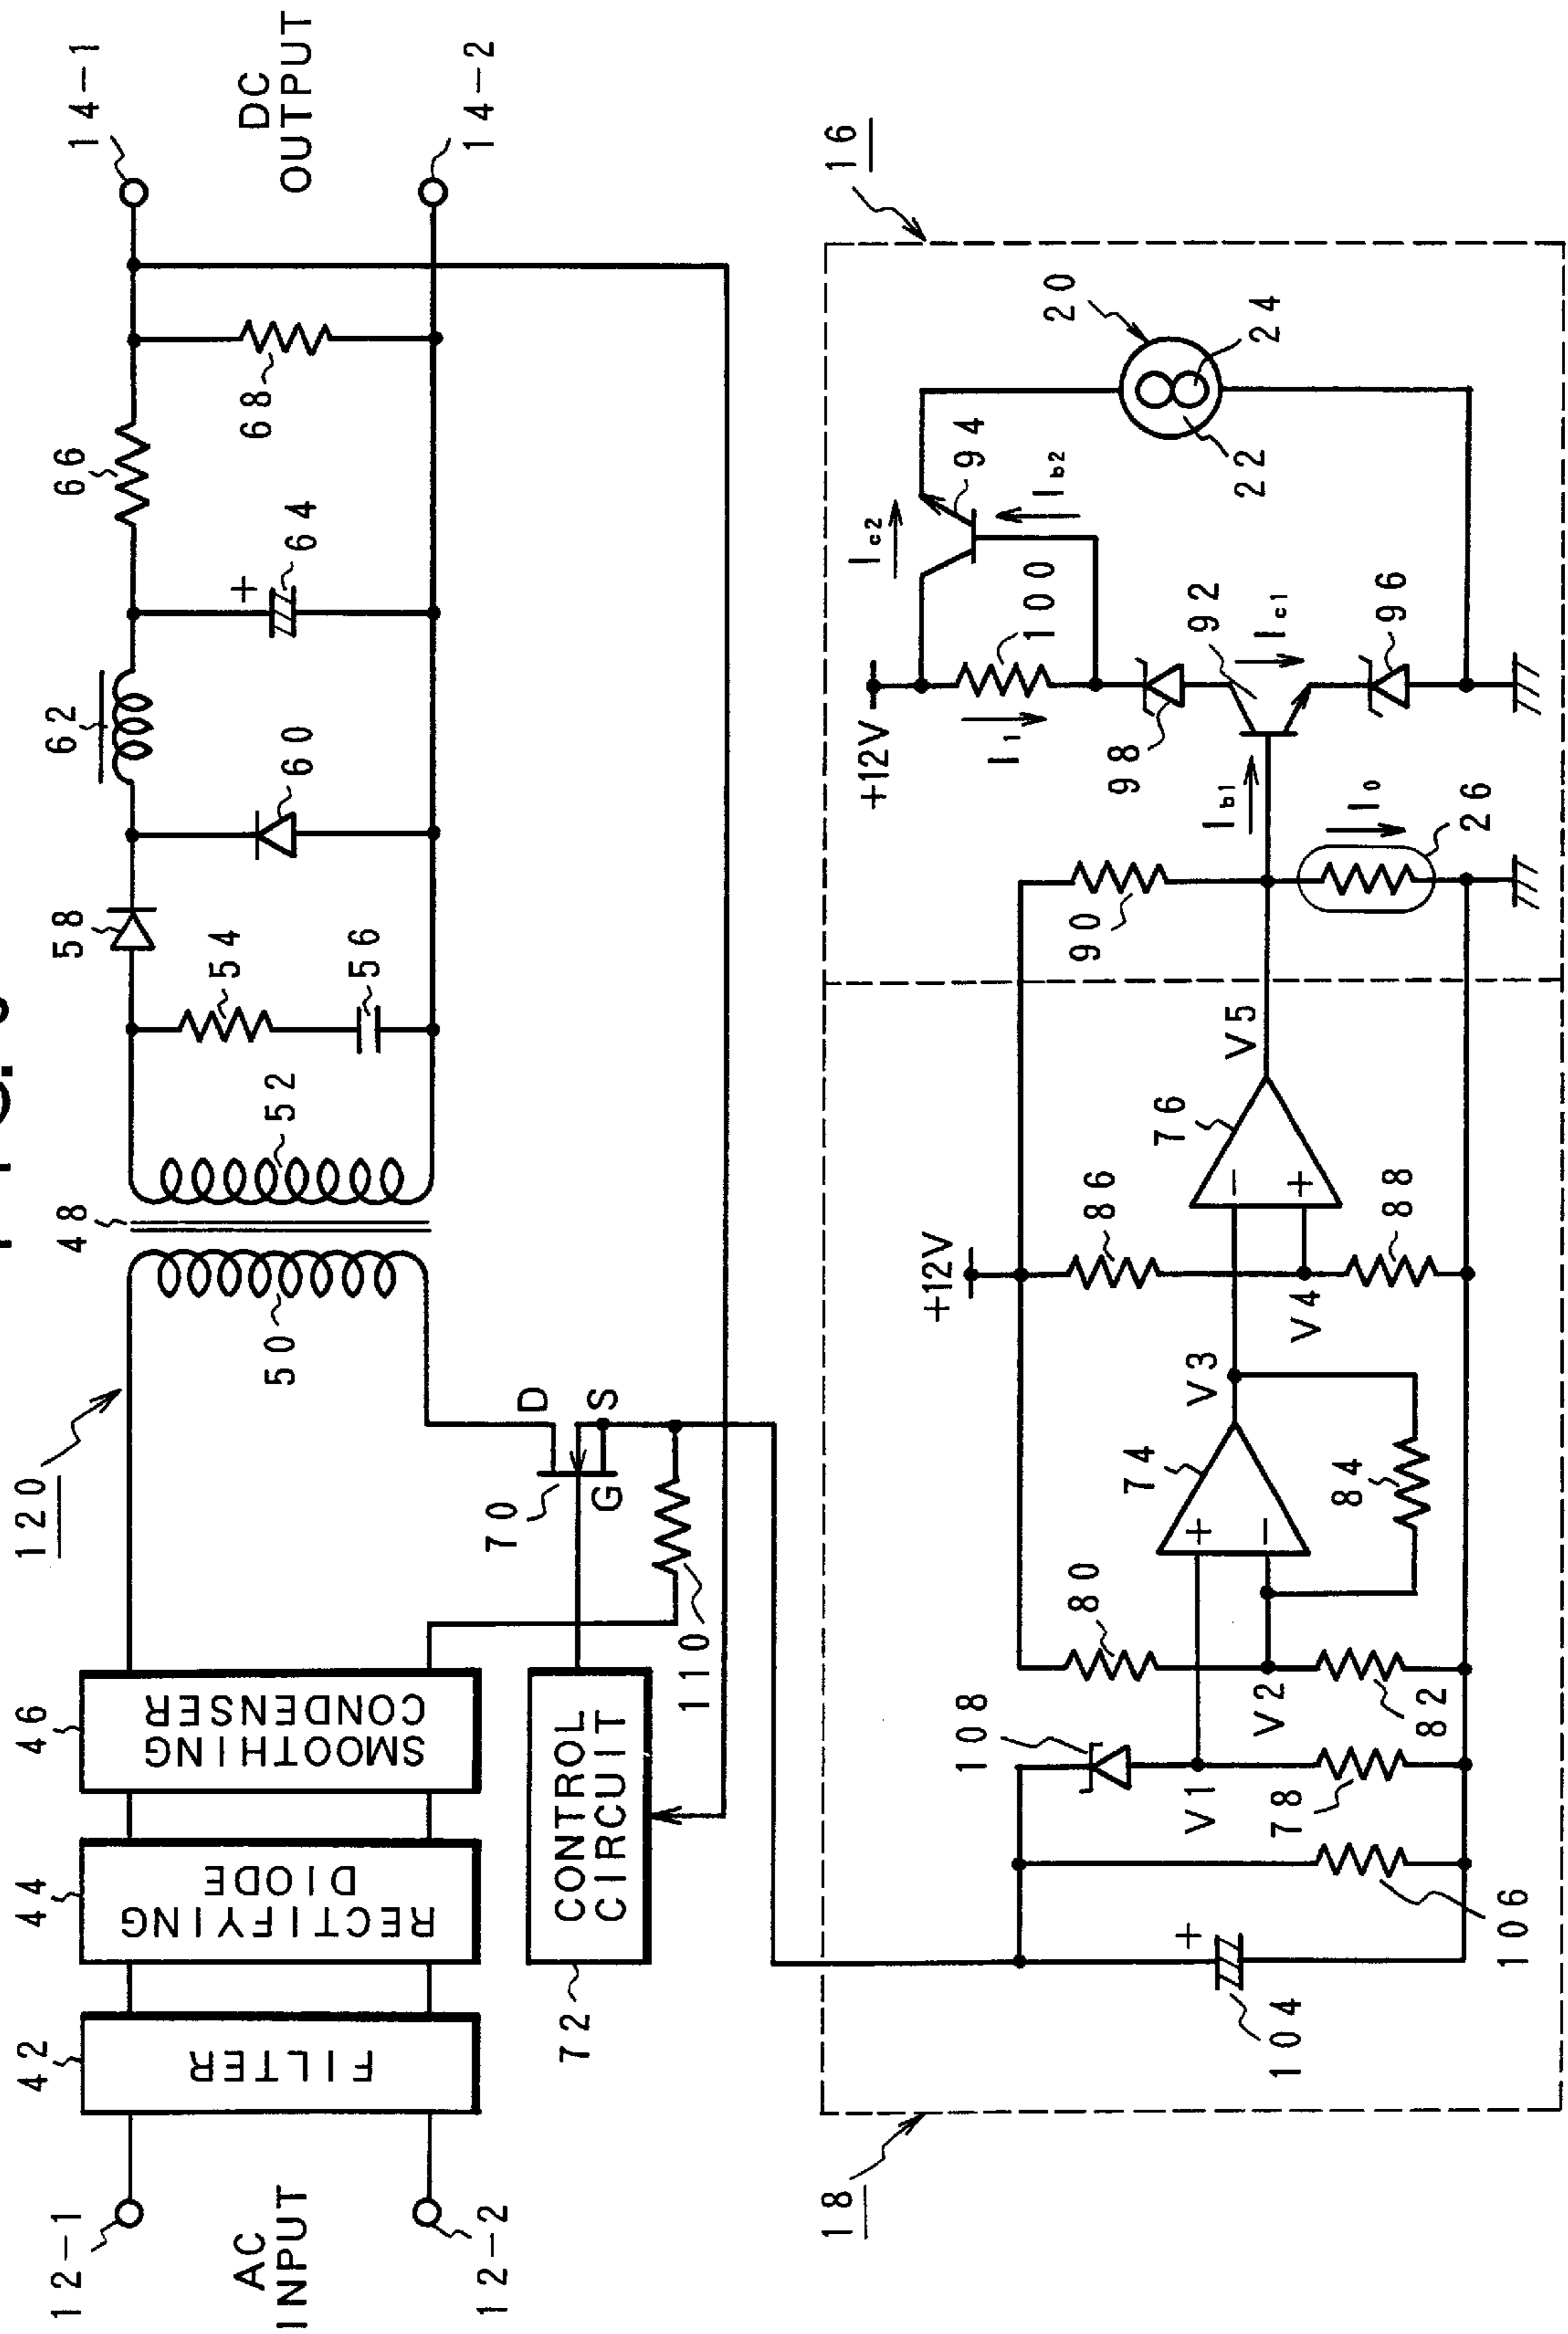 120
12-1
AC
INPUT
12-2
42
FILTER
44
RECTIFYING
DIODE
46
SMOOTHING
CONDENSER
48
50
52
54
56
58
60
62
+
64
66
68
14-1
DC
OUTPUT
14-2
72
CONTROL
CIRCUIT
70
D
G
S
110
18
16
104
+
106
108
V1
78
80
V2
82
74
+
−
84
V3
+12V
86
V4
88
76
−
+
V5
90
Ib1
I0
26
+12V
I1
100
98
92
Ic1
96
Ic2
94
Ib2
20
22
24